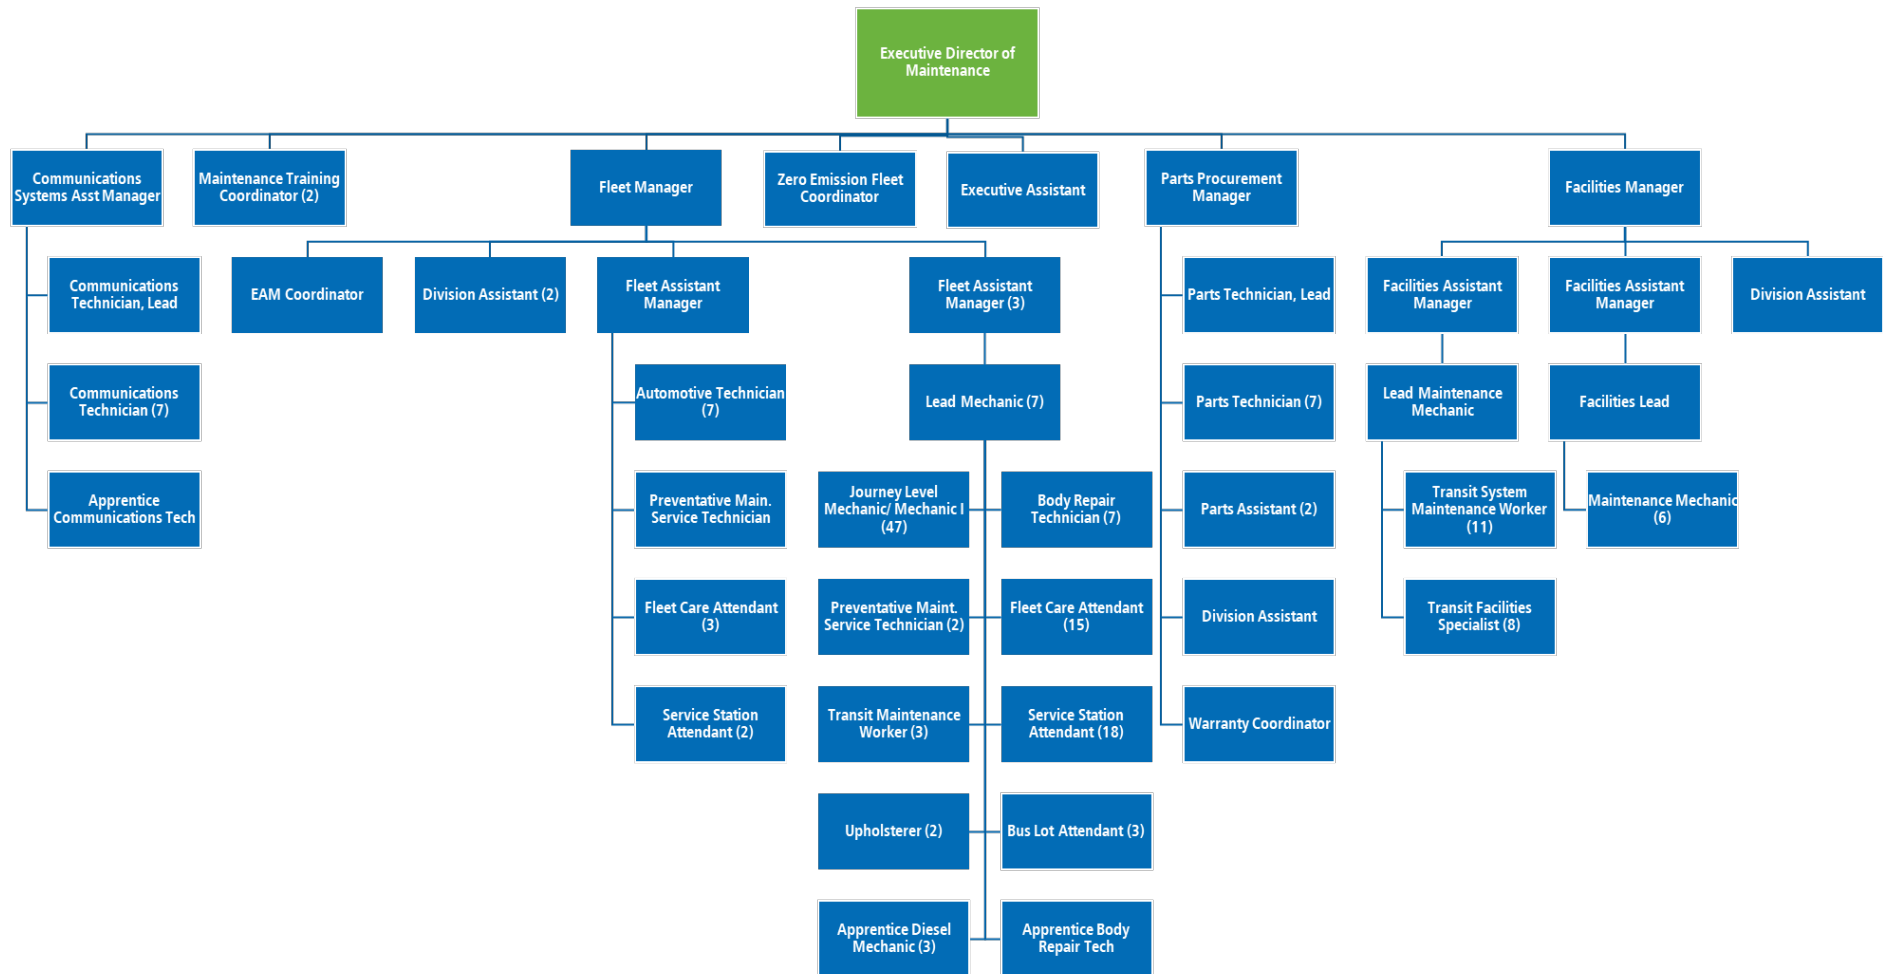 Executive Director of
Maintenance
Communications
Systems Asst Manager
Maintenance Training
Coordinator (2)
Fleet Manager
Zero Emission Fleet
Coordinator
Executive Assistant
Parts Procurement
Manager
Facilities Manager
Communications
Technician, Lead
EAM Coordinator
Division Assistant (2)
Fleet Assistant
Manager
Fleet Assistant
Manager (3)
Parts Technician, Lead
Facilities Assistant
Manager
Facilities Assistant
Manager
Division Assistant
Communications
Technician (7)
Automotive Technician
(7)
Lead Mechanic (7)
Parts Technician (7)
Lead Maintenance
Mechanic
Facilities Lead
Apprentice
Communications Tech
Preventative Main.
Service Technician
Journey Level
Mechanic/ Mechanic I
(47)
Body Repair
Technician (7)
Parts Assistant (2)
Transit System
Maintenance Worker
(11)
Maintenance Mechanic
(6)
Fleet Care Attendant
(3)
Preventative Maint.
Service Technician (2)
Fleet Care Attendant
(15)
Division Assistant
Transit Facilities
Specialist (8)
Service Station
Attendant (2)
Transit Maintenance
Worker (3)
Service Station
Attendant (18)
Warranty Coordinator
Upholsterer (2)
Bus Lot Attendant (3)
Apprentice Diesel
Mechanic (3)
Apprentice Body
Repair Tech